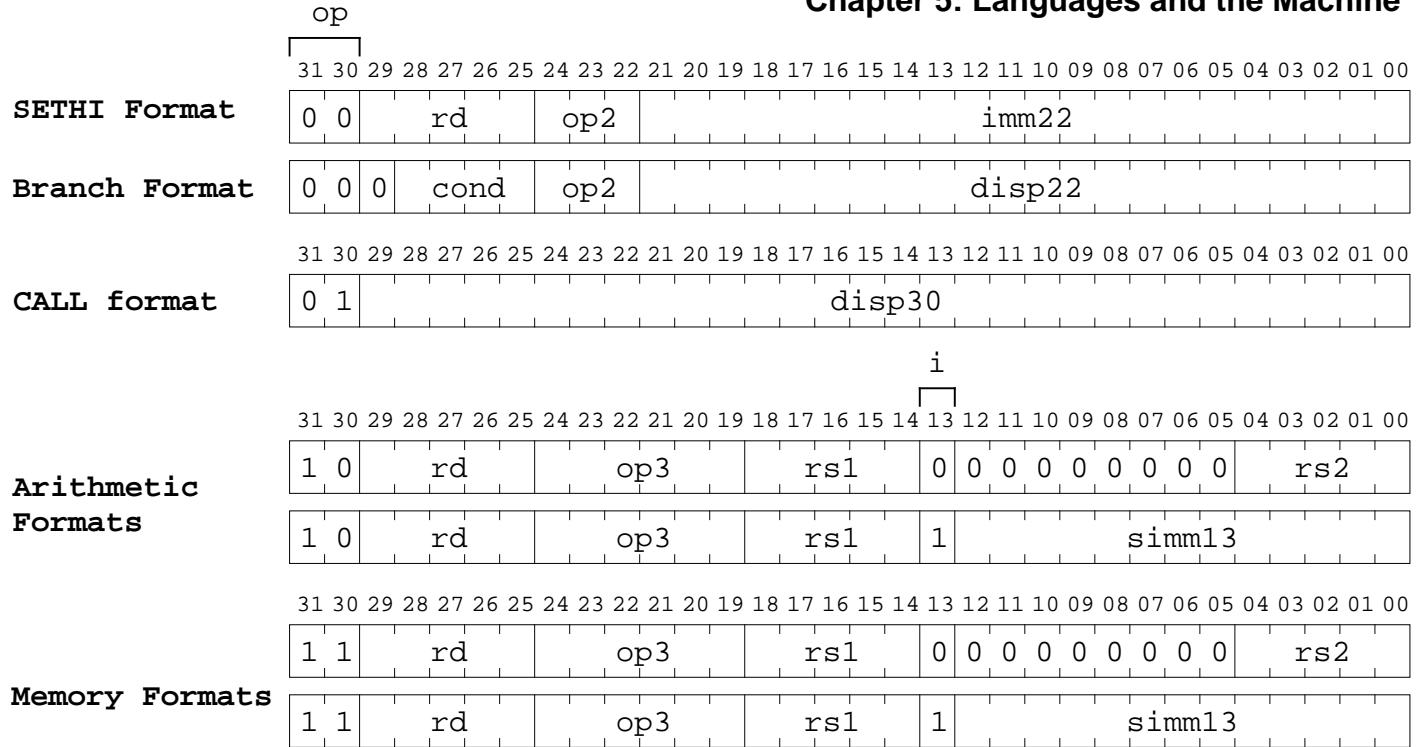 Chapter 5: Languages and the Machine
op
31 30 29 28 27 26 25 24 23 22 21 20 19 18 17 16 15 14 13 12 11 10 09 08 07 06 05 04 03 02 01 00
SETHI Format 0 0 rd op2 imm22
Branch Format 0 0 0 cond op2 disp22
31 30 29 28 27 26 25 24 23 22 21 20 19 18 17 16 15 14 13 12 11 10 09 08 07 06 05 04 03 02 01 00
CALL format 0 1 disp30
i
31 30 29 28 27 26 25 24 23 22 21 20 19 18 17 16 15 14 13 12 11 10 09 08 07 06 05 04 03 02 01 00
Arithmetic
Formats
1 0 rd op3 rs1 0 0 0 0 0 0 0 0 0 rs2
1 0 rd op3 rs1 1 simm13
31 30 29 28 27 26 25 24 23 22 21 20 19 18 17 16 15 14 13 12 11 10 09 08 07 06 05 04 03 02 01 00
Memory Formats
1 1 rd op3 rs1 0 0 0 0 0 0 0 0 0 rs2
1 1 rd op3 rs1 1 simm13